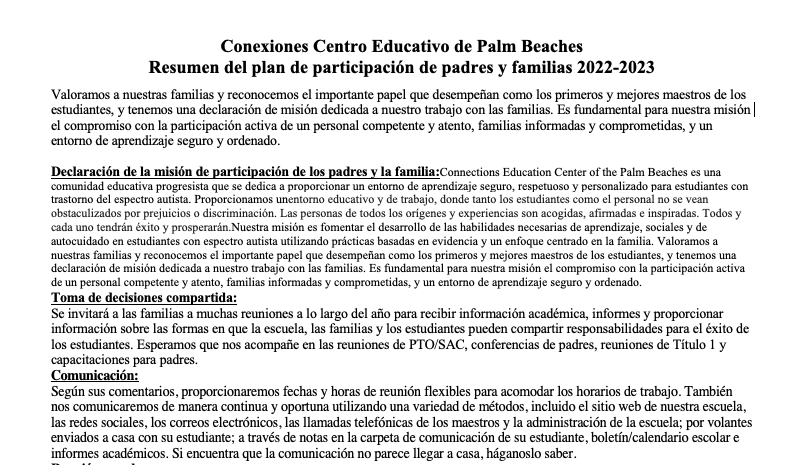 Conexiones Centro Educativo de Palm Beaches
Resumen del plan de participación de padres y familias 2022-2023
Valoramos a nuestras familias y reconocemos el importante papel que desempeñan como los primeros y mejores maestros de los
estudiantes, y tenemos una declaración de misión dedicada a nuestro trabajo con las familias. Es fundamental para nuestra misión
el compromiso con la participación activa de un personal competente y atento, familias informadas y comprometidas, y un
entorno de aprendizaje seguro y ordenado.
Declaración de la misión de participación de los padres y la familia:Connections Education Center of the Palm Beaches es una
comunidad educativa progresista que se dedica a proporcionar un entorno de aprendizaje seguro, respetuoso y personalizado para estudiantes con
trastorno del espectro autista. Proporcionamos unentorno educativo y de trabajo, donde tanto los estudiantes como el personal no se vean
obstaculizados por prejuicios o discriminación. Las personas de todos los orígenes y experiencias son acogidas, afirmadas e inspiradas. Todos y
cada uno tendrán éxito y prosperarán.Nuestra misión es fomentar el desarrollo de las habilidades necesarias de aprendizaje, sociales y de
autocuidado en estudiantes con espectro autista utilizando prácticas basadas en evidencia y un enfoque centrado en la familia. Valoramos a
nuestras familias y reconocemos el importante papel que desempeñan como los primeros y mejores maestros de los estudiantes, y tenemos una
declaración de misión dedicada a nuestro trabajo con las familias. Es fundamental para nuestra misión el compromiso con la participación activa
de un personal competente y atento, familias informadas y comprometidas, y un entorno de aprendizaje seguro y ordenado.
Toma de decisiones compartida:
Se invitará a las familias a muchas reuniones a lo largo del año para recibir información académica, informes y proporcionar
información sobre las formas en que la escuela, las familias y los estudiantes pueden compartir responsabilidades para el éxito de
los estudiantes. Esperamos que nos acompañe en las reuniones de PTO/SAC, conferencias de padres, reuniones de Título 1 y
capacitaciones para padres.
Comunicación:
Según sus comentarios, proporcionaremos fechas y horas de reunión flexibles para acomodar los horarios de trabajo. También
nos comunicaremos de manera continua y oportuna utilizando una variedad de métodos, incluido el sitio web de nuestra escuela,
las redes sociales, los correos electrónicos, las llamadas telefónicas de los maestros y la administración de la escuela; por volantes
enviados a casa con su estudiante; a través de notas en la carpeta de comunicación de su estudiante, boletín/calendario escolar e
informes académicos. Si encuentra que la comunicación no parece llegar a casa, háganoslo saber.